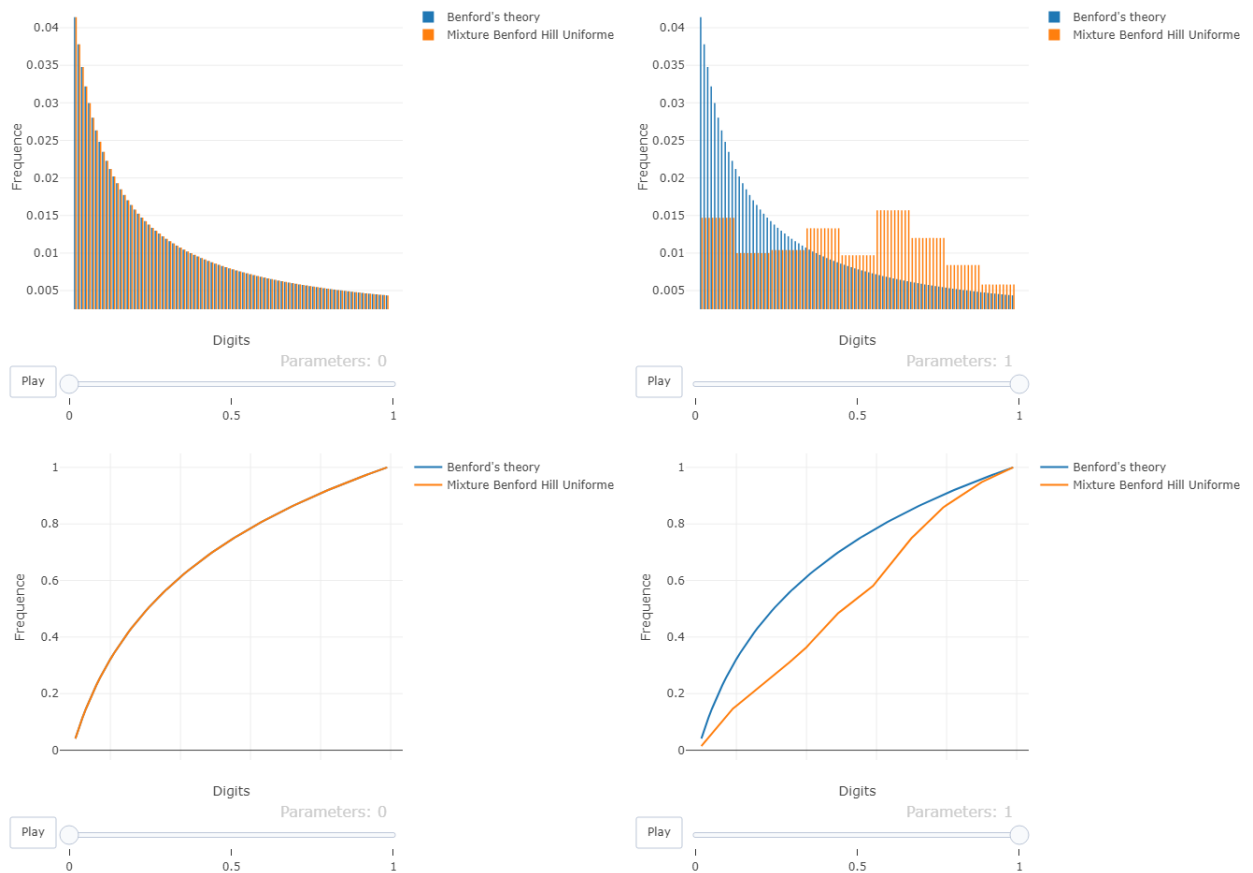 0.04
0.035
0.03
0.025
0.02
0.015
0.01
0.005
Frequence
Digits
Benford's theory
Mixture Benford Hill Uniforme
Parameters: 0
Play
0
0.5
1
0.04
0.035
0.03
0.025
0.02
0.015
0.01
0.005
Frequence
Digits
Benford's theory
Mixture Benford Hill Uniforme
Parameters: 1
Play
0
0.5
1
1
0.8
0.6
0.4
0.2
0
Frequence
Digits
Benford's theory
Mixture Benford Hill Uniforme
Parameters: 0
Play
0
0.5
1
1
0.8
0.6
0.4
0.2
0
Frequence
Digits
Benford's theory
Mixture Benford Hill Uniforme
Parameters: 1
Play
0
0.5
1